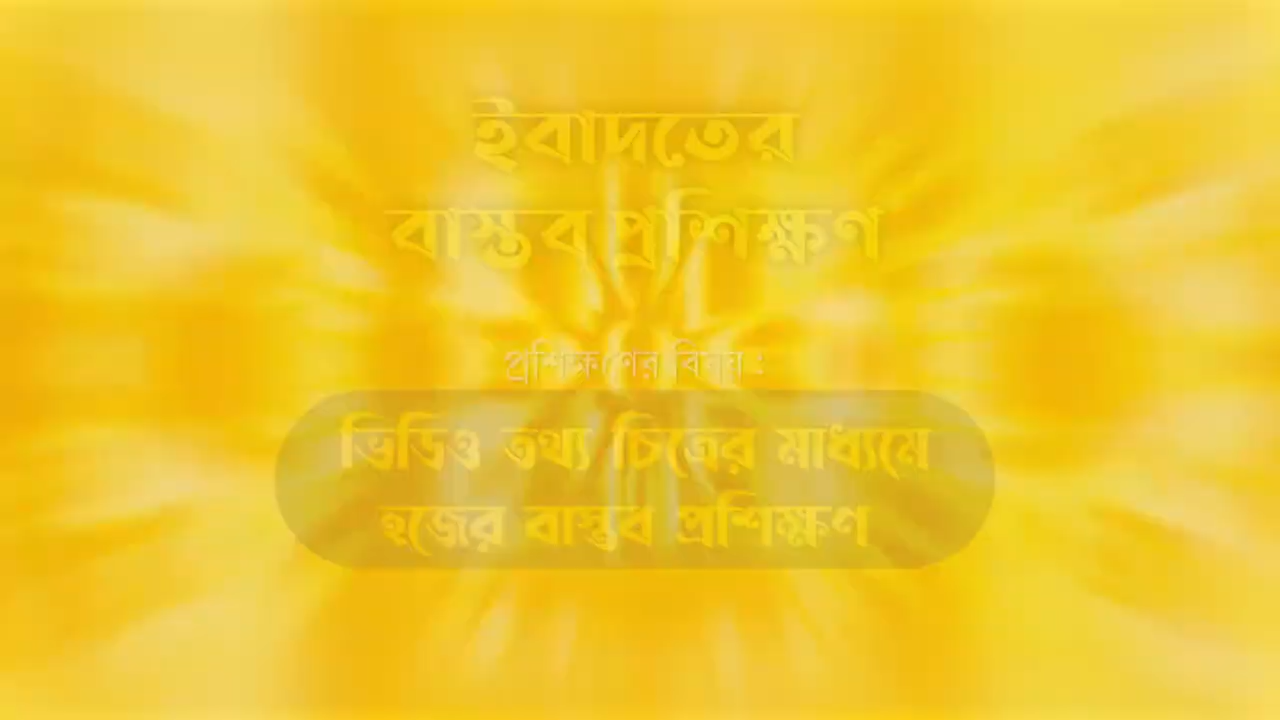 ইবাদতের
বাস্তব প্রশিক্ষণ
প্রশিক্ষণের বিষয় :
ভিডিও তথ্য চিত্রের মাধ্যমে
হজের বাস্তব প্রশিক্ষণ